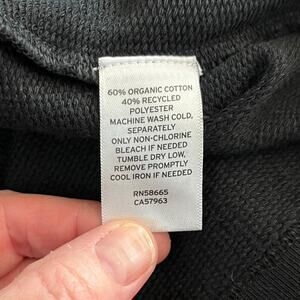 60% ORGANIC COTTON
40% RECYCLED
POLYESTER
MACHINE WASH COLD,
SEPARATELY
ONLY NON-CHLORINE
BLEACH IF NEEDED
TUMBLE DRY LOW,
REMOVE PROMPTLY
COOL IRON IF NEEDED
RN58665
CA57963